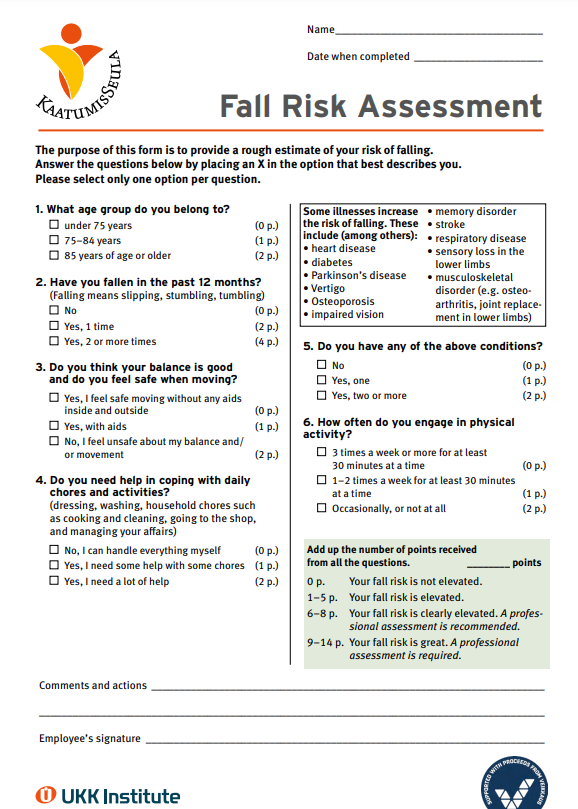 Name
Date when completed
KAATUMISSEULA
Fall Risk Assessment
The purpose of this form is to provide a rough estimate of your risk of falling.
Answer the questions below by placing an X in the option that best describes you.
Please select only one option per question.
1. What age group do you belong to?
under 75 years (0 p.)
75–84 years (1 p.)
85 years of age or older (2 p.)
2. Have you fallen in the past 12 months?
(Falling means slipping, stumbling, tumbling)
No (0 p.)
Yes, 1 time (2 p.)
Yes, 2 or more times (4 p.)
3. Do you think your balance is good
and do you feel safe when moving?
Yes, I feel safe moving without any aids
inside and outside (0 p.)
Yes, with aids (1 p.)
No, I feel unsafe about my balance and/
or movement (2 p.)
4. Do you need help in coping with daily
chores and activities?
(dressing, washing, household chores such
as cooking and cleaning, going to the shop,
and managing your affairs)
No, I can handle everything myself (0 p.)
Yes, I need some help with some chores (1 p.)
Yes, I need a lot of help (2 p.)
Some illnesses increase
the risk of falling. These
include (among others):
• heart disease
• diabetes
• Parkinson's disease
• Vertigo
• Osteoporosis
• impaired vision
• memory disorder
• stroke
• respiratory disease
• sensory loss in the
lower limbs
• musculoskeletal
disorder (e.g. osteo-
arthritis, joint replace-
ment in lower limbs)
5. Do you have any of the above conditions?
No (0 p.)
Yes, one (1 p.)
Yes, two or more (2 p.)
6. How often do you engage in physical
activity?
3 times a week or more for at least
30 minutes at a time (0 p.)
1–2 times a week for at least 30 minutes
at a time (1 p.)
Occasionally, or not at all (2 p.)
Add up the number of points received
from all the questions. ________ points
0 p. Your fall risk is not elevated.
1–5 p. Your fall risk is elevated.
6–8 p. Your fall risk is clearly elevated. A profes-
sional assessment is recommended.
9–14 p. Your fall risk is great. A professional
assessment is required.
Comments and actions
Employee's signature
UKK Institute
SUPPORTED WITH PROCEEDS FROM VEIKKAUS